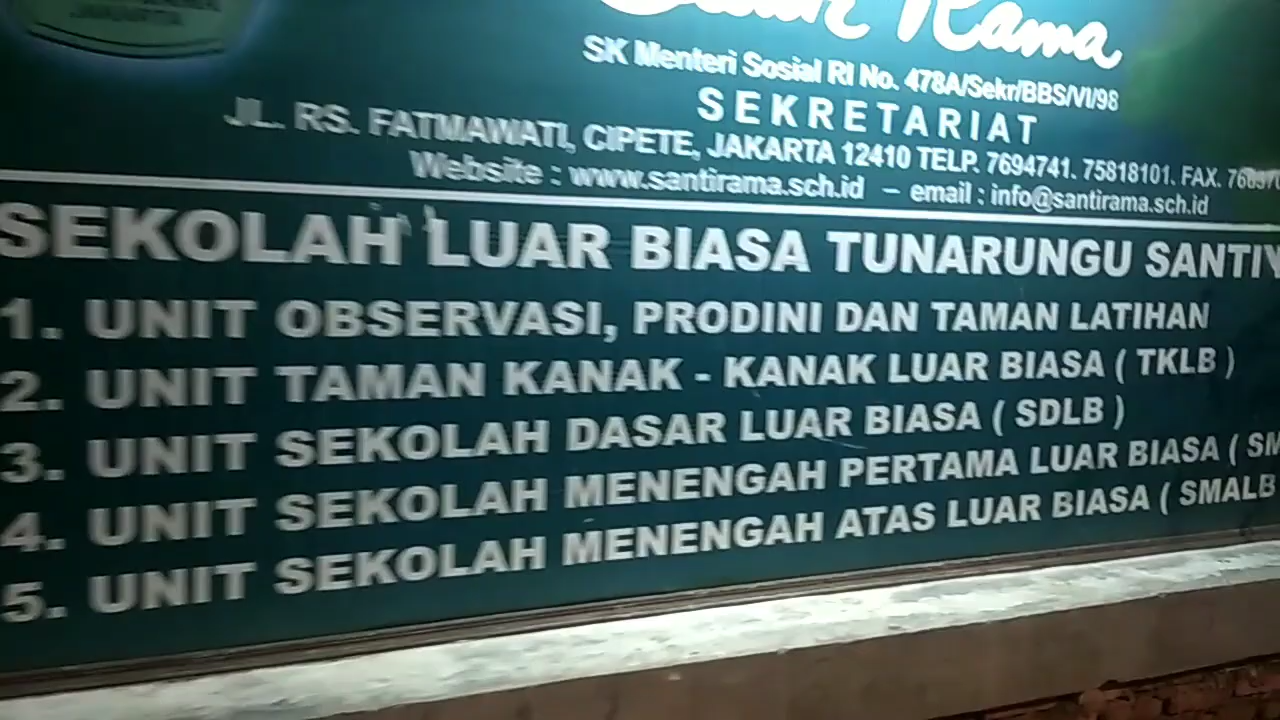 JAKARTA
Rama
SK Menteri Sosial RI No. 478A/Sekr/BBS/VI/98
SEKRETARIAT
JL. RS. FATMAWATI, CIPETE, JAKARTA 12410 TELP. 7694741. 75818101. FAX.
Website : www.santirama.sch.id – email : info@santirama.sch.id
SEKOLAH LUAR BIASA TUNARUNGU
1. UNIT OBSERVASI, PRODINI DAN TAMAN LATIHAN
2. UNIT TAMAN KANAK - KANAK LUAR BIASA ( TKLB )
3. UNIT SEKOLAH DASAR LUAR BIASA ( SDLB )
4. UNIT SEKOLAH MENENGAH PERTAMA LUAR BIASA (
5. UNIT SEKOLAH MENENGAH ATAS LUAR BIASA ( SMALB